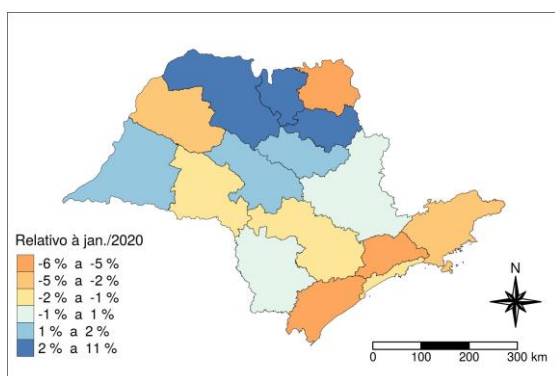 Relativo à jan./2020
-6 % a -5 %
-5 % a -2 %
-2 % a -1 %
-1 % a 1 %
1 % a 2 %
2 % a 11 %
N
0 100 200 300 km